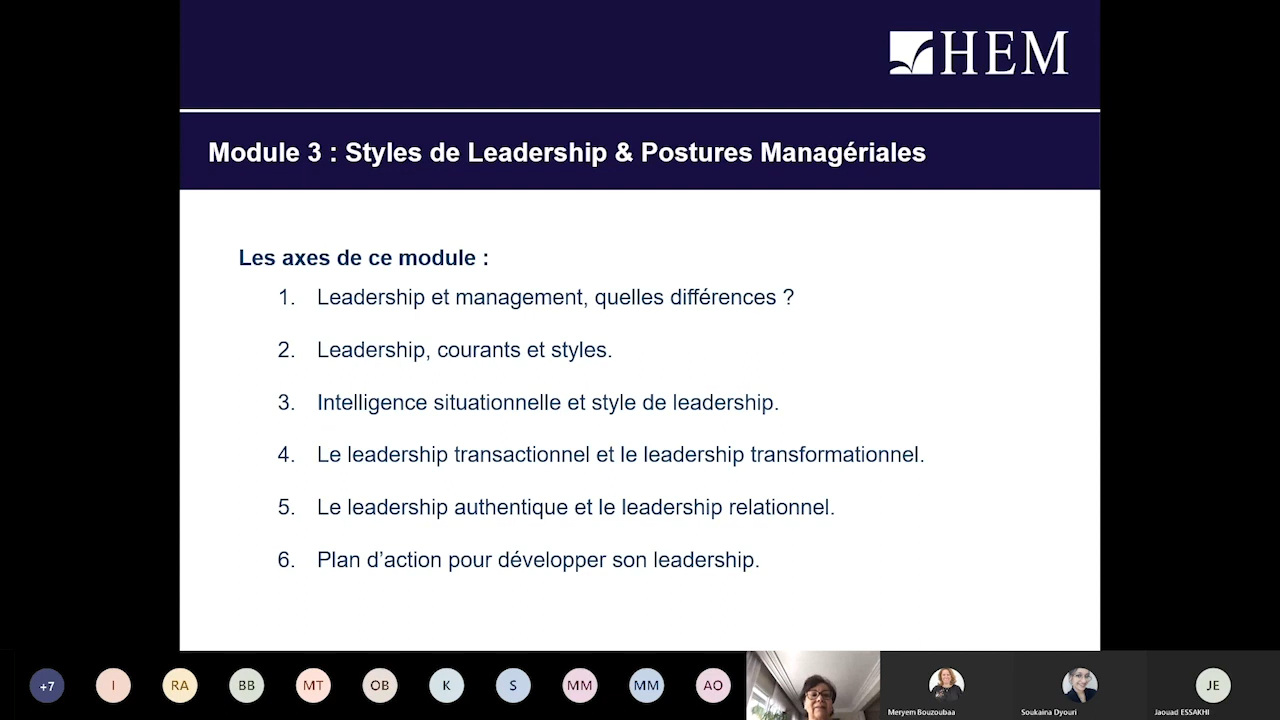 HEM
Module 3 : Styles de Leadership & Postures Managériales
Les axes de ce module :
1. Leadership et management, quelles différences ?
2. Leadership, courants et styles.
3. Intelligence situationnelle et style de leadership.
4. Le leadership transactionnel et le leadership transformationnel.
5. Le leadership authentique et le leadership relationnel.
6. Plan d’action pour développer son leadership.
+7 I RA BB MT OB K S MM MM AO JE
Meryem Bouzoubaa Soukaina Dyouri Jaouad ESSAKHI